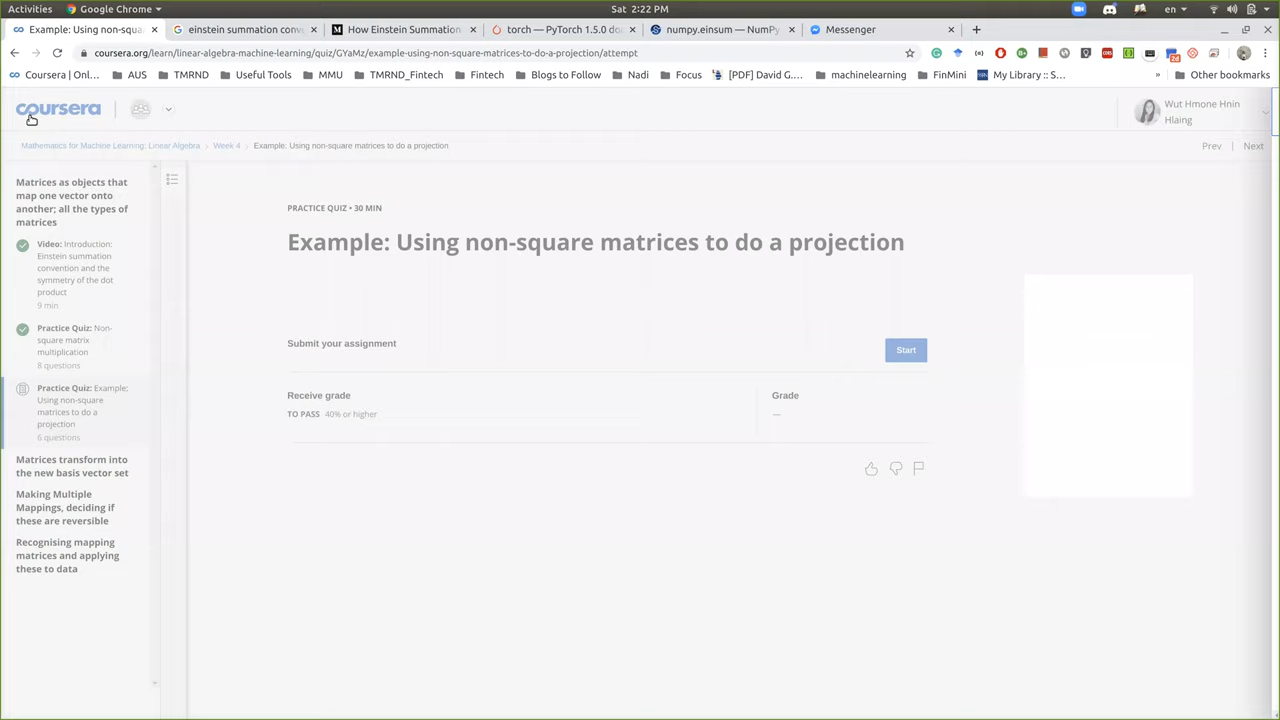 Activities Google Chrome Sat 2:22 PM en
Example: Using non-squa
einstein summation conv
How Einstein Summation
torch — PyTorch 1.5.0 do
numpy.einsum — NumPy
Messenger
coursera.org/learn/linear-algebra-machine-learning/quiz/GYaMz/example-using-non-square-matrices-to-do-a-projection/attempt
Coursera | Onl... AUS TMRND Useful Tools MMU TMRND_Fintech Fintech Blogs to Follow Nadi Focus [PDF] David G.... machinelearning FinMini My Library :: S... » Other bookmarks
coursera
Wut Hmone Hnin
Hlaing
Mathematics for Machine Learning: Linear Algebra > Week 4 > Example: Using non-square matrices to do a projection
Prev | Next
Matrices as objects that
map one vector onto
another; all the types of
matrices
Video: Introduction:
Einstein summation
convention and the
symmetry of the dot
product
9 min
Practice Quiz: Non-
square matrix
multiplication
8 questions
Practice Quiz: Example:
Using non-square
matrices to do a
projection
6 questions
Matrices transform into
the new basis vector set
Making Multiple
Mappings, deciding if
these are reversible
Recognising mapping
matrices and applying
these to data
PRACTICE QUIZ • 30 MIN
Example: Using non-square matrices to do a projection
Submit your assignment
Start
Receive grade
TO PASS 40% or higher
Grade
—